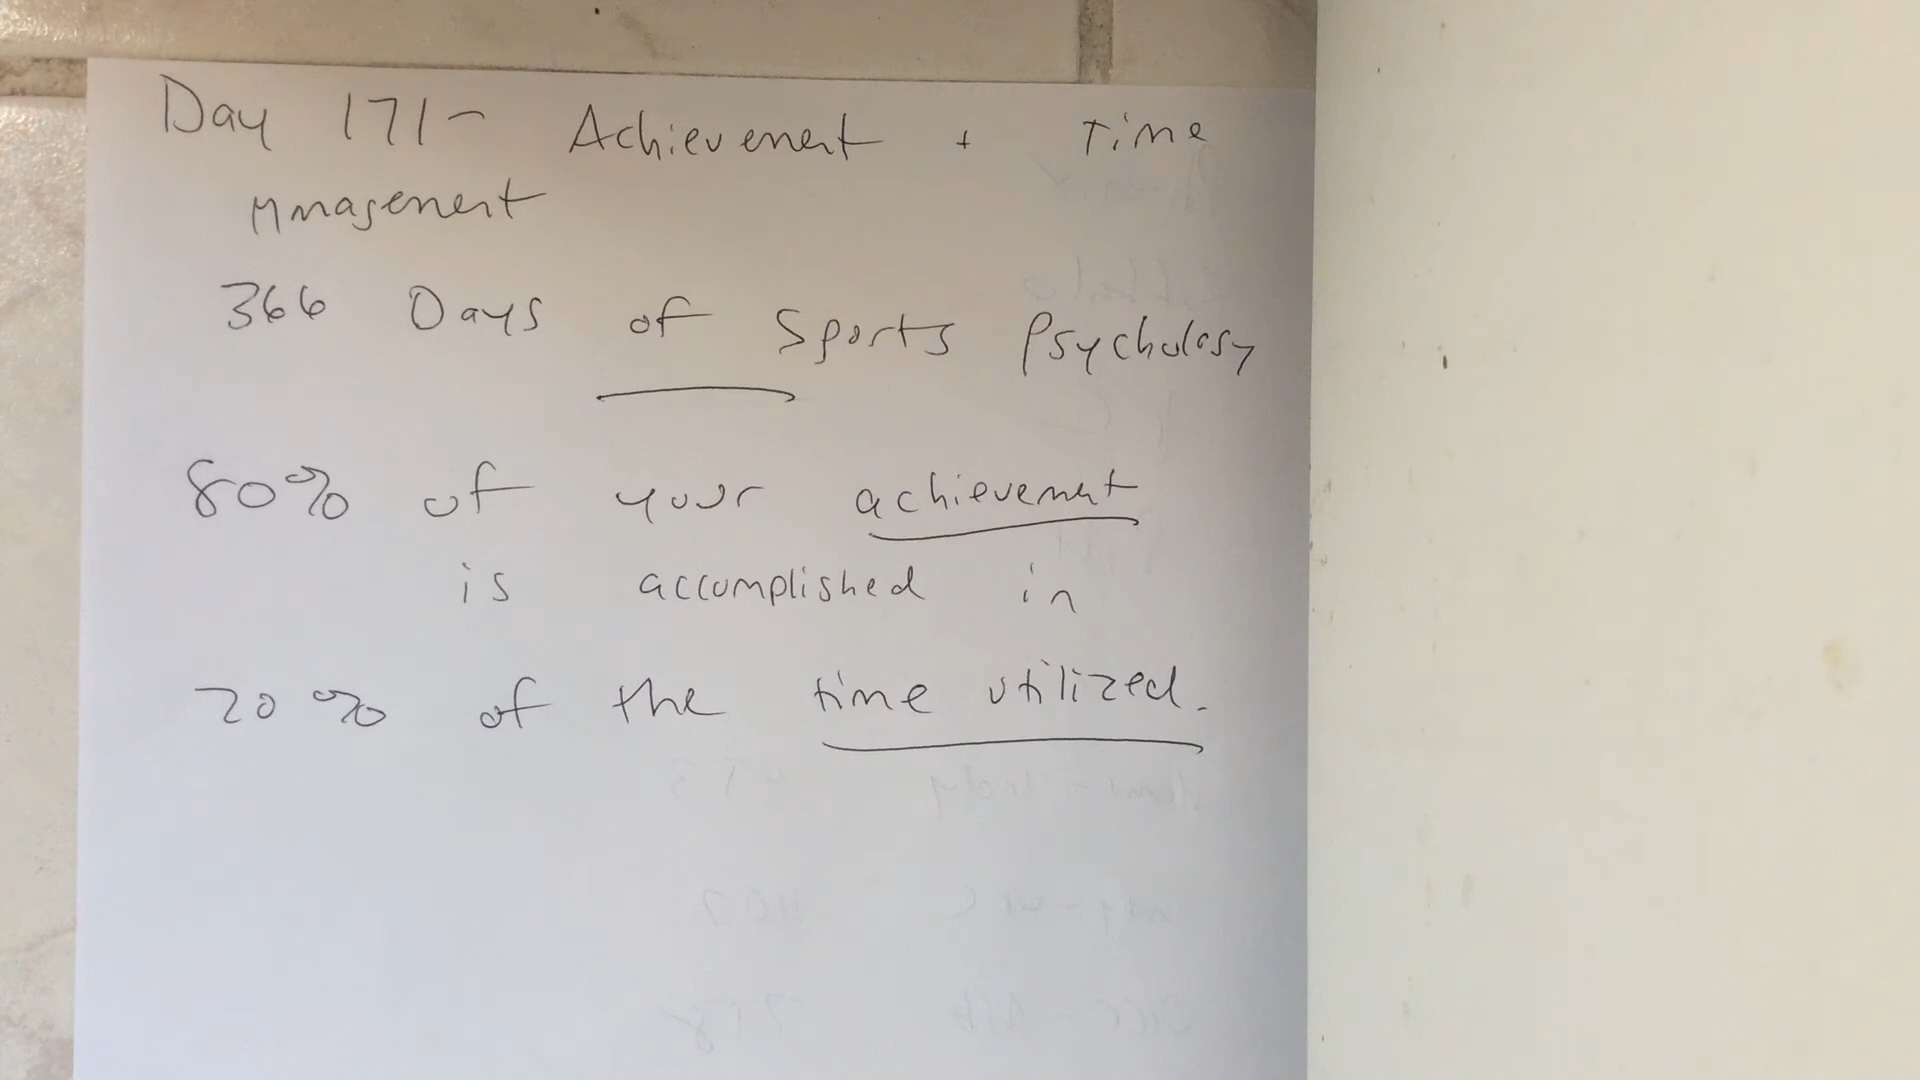 Day 171- Achievement + Time
Management
366 Days of Sports Psychology
80% of your achievement
is accomplished in
20% of the time utilized.